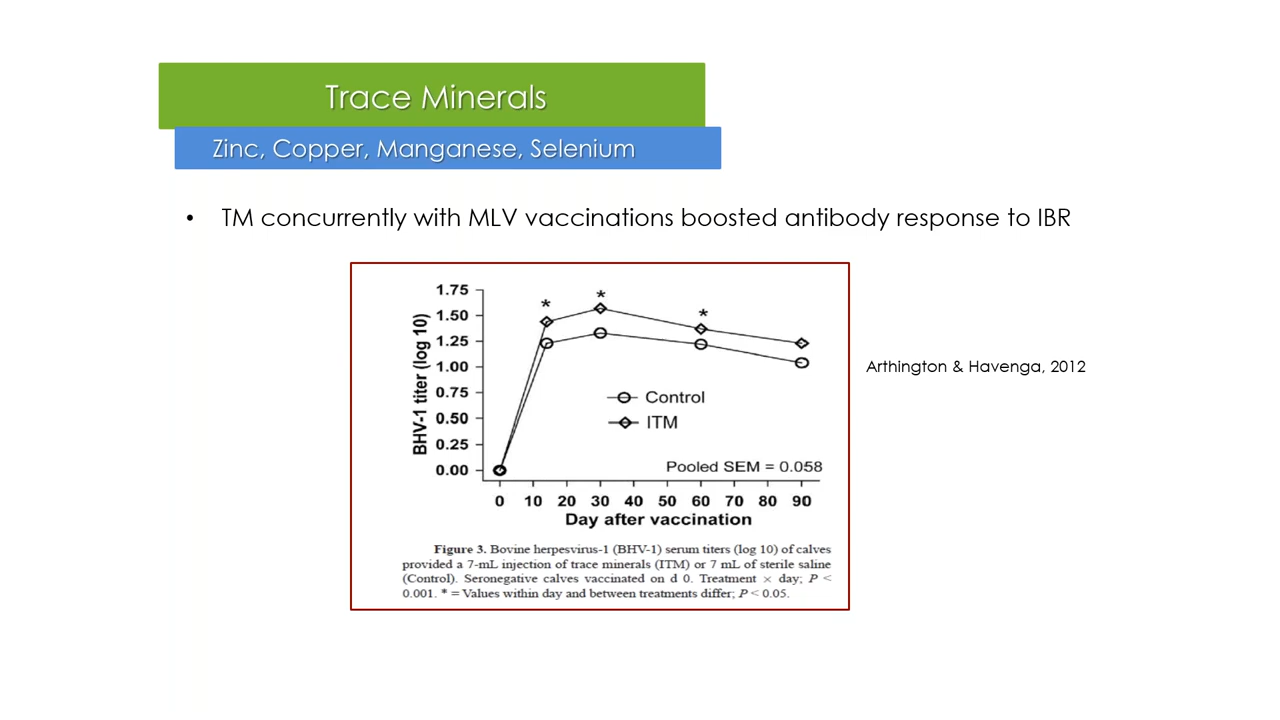 Trace Minerals
Zinc, Copper, Manganese, Selenium
• TM concurrently with MLV vaccinations boosted antibody response to IBR
1.75
1.50
1.25
1.00
0.75
0.50
0.25
0.00
BHV-1 titer (log 10)
* * *
Control
ITM
Pooled SEM = 0.058
0 10 20 30 40 50 60 70 80 90
Day after vaccination
Arthington & Havenga, 2012
Figure 3. Bovine herpesvirus-1 (BHV-1) serum titers (log 10) of calves
provided a 7-mL injection of trace minerals (ITM) or 7 mL of sterile saline
(Control). Seronegative calves vaccinated on d 0. Treatment × day; P <
0.001. * = Values within day and between treatments differ; P < 0.05.